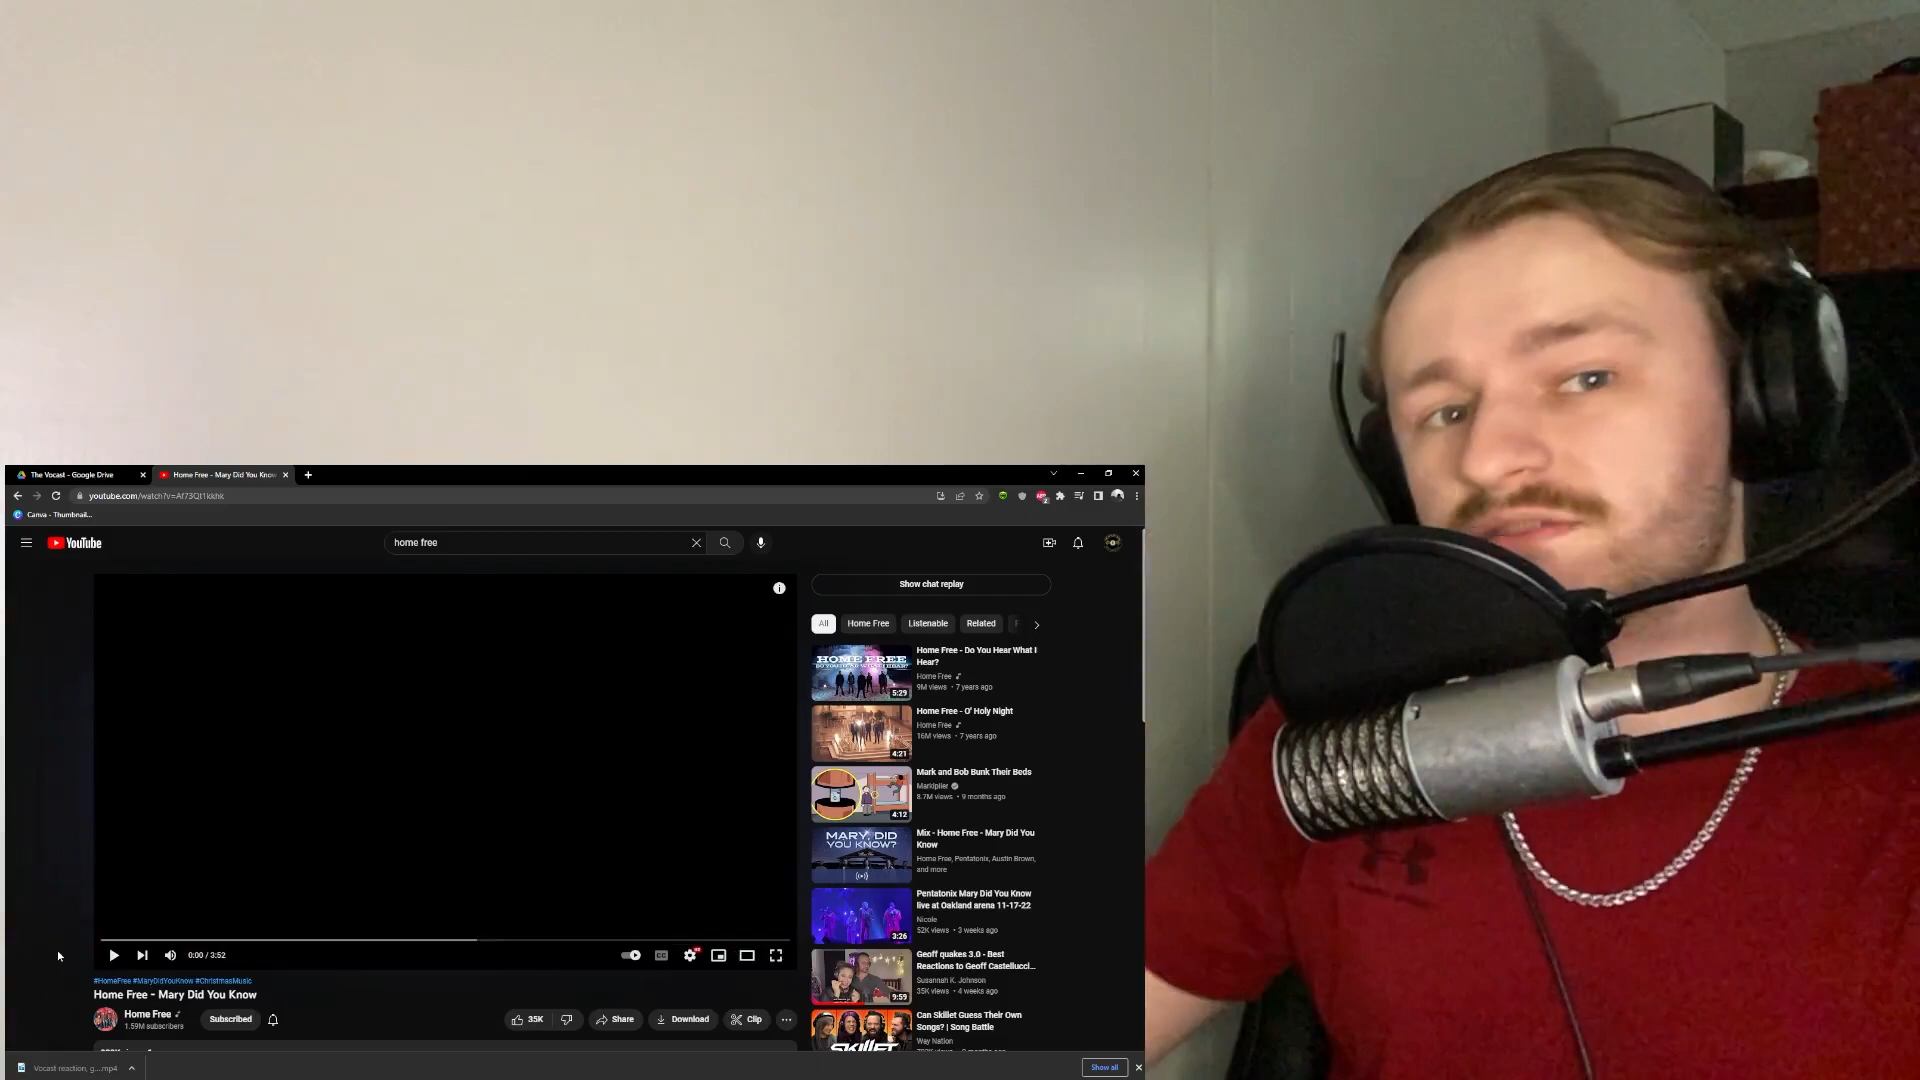 The Vocast - Google Drive
Home Free - Mary Did You Know
youtube.com/watch?v=Af73Qt1kkhk
Canva - Thumbnail...
YouTube
home free
Show chat replay
All
Home Free
Listenable
Related
HOME FREE
DO YOU HEAR WHAT I HEAR?
5:29
Home Free - Do You Hear What I
Hear?
Home Free
9M views • 7 years ago
4:21
Home Free - O' Holy Night
Home Free
16M views • 7 years ago
4:12
Mark and Bob Bunk Their Beds
Markiplier
8.7M views • 9 months ago
MARY, DID
YOU KNOW?
Mix - Home Free - Mary Did You
Know
Home Free, Pentatonix, Austin Brown,
and more
3:26
Pentatonix Mary Did You Know
live at Oakland arena 11-17-22
Nicole
52K views • 3 weeks ago
9:59
Geoff quakes 3.0 - Best
Reactions to Geoff Castellucci...
Susannah K. Johnson
35K views • 4 weeks ago
SKILLET
Can Skillet Guess Their Own
Songs? | Song Battle
Way Nation
0:00 / 3:52
#HomeFree #MaryDidYouKnow #ChristmasMusic
Home Free - Mary Did You Know
Home Free
1.59M subscribers
Subscribed
35K
Share
Download
Clip
Vocast reaction, g....mp4
Show all